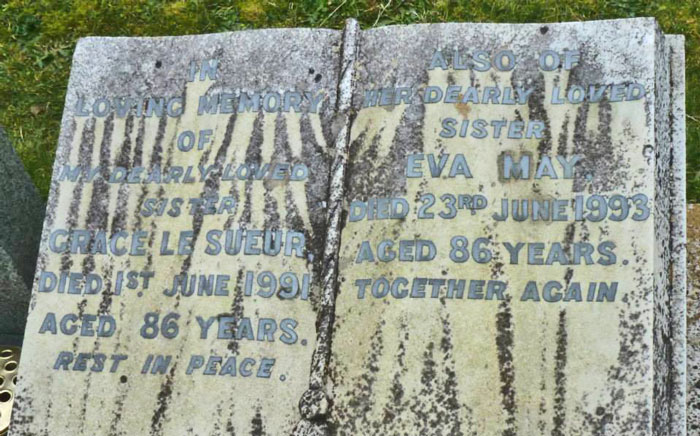 IN
LOVING MEMORY
OF
MY DEARLY LOVED
SISTER
GRACE LE SUEUR.
DIED 1ST. JUNE 1991
AGED 86 YEARS.
REST IN PEACE.
ALSO OF
HER DEARLY LOVED
SISTER
EVA MAY.
DIED 23RD JUNE 1993
AGED 86 YEARS.
TOGETHER AGAIN